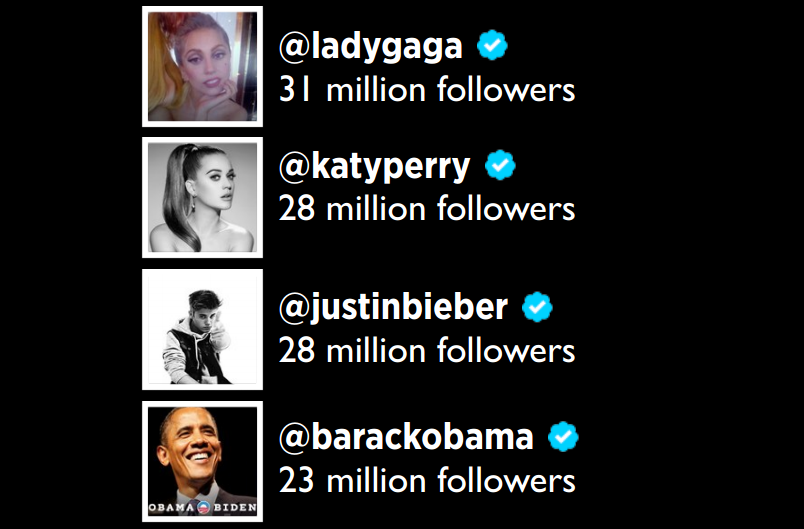 @ladygaga
31 million followers
@katyperry
28 million followers
@justinbieber
28 million followers
@barackobama
23 million followers
OBAMA BIDEN